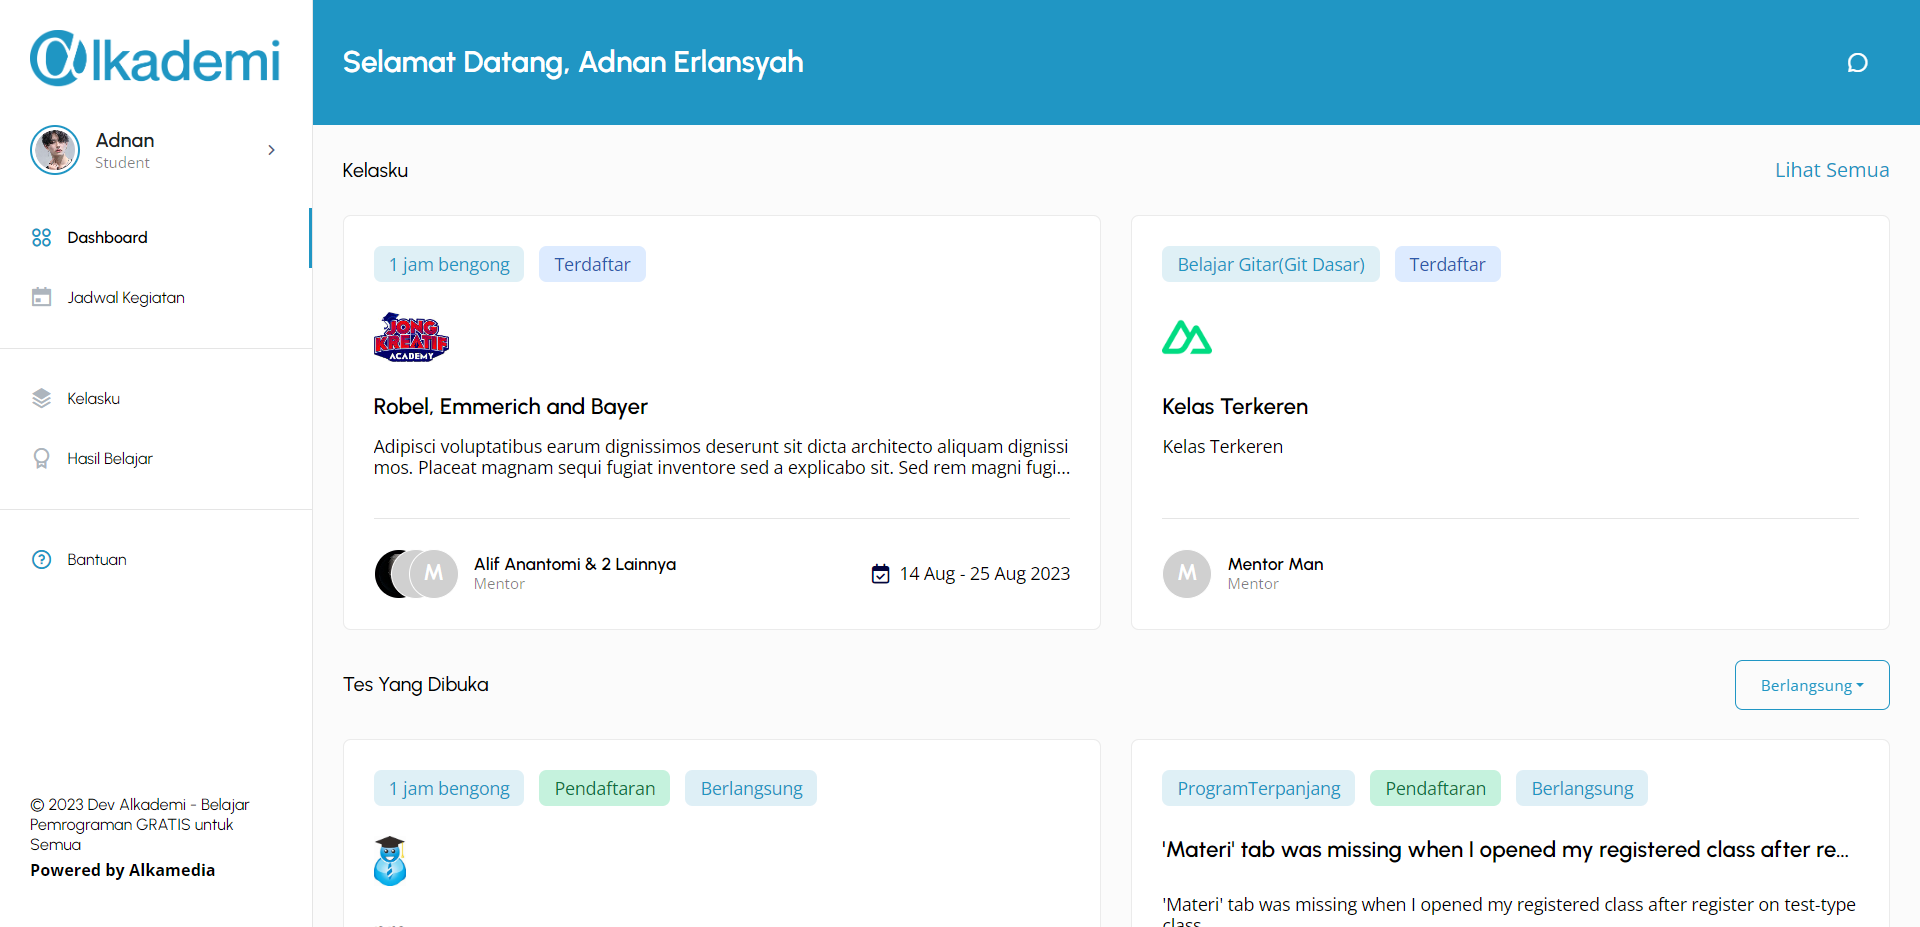 alkademi
Adnan
Student
Dashboard
Jadwal Kegiatan
Kelasku
Hasil Belajar
Bantuan
© 2023 Dev Alkademi - Belajar
Pemrograman GRATIS untuk
Semua
Powered by Alkamedia
Selamat Datang, Adnan Erlansyah
Kelasku
Lihat Semua
1 jam bengong
Terdaftar
JONG
KREATIF
ACADEMY
Robel, Emmerich and Bayer
Adipisci voluptatibus earum dignissimos deserunt sit dicta architecto aliquam dignissi
mos. Placeat magnam sequi fugiat inventore sed a explicabo sit. Sed rem magni fugi...
M
Alif Anantomi & 2 Lainnya
Mentor
14 Aug - 25 Aug 2023
Belajar Gitar(Git Dasar)
Terdaftar
Kelas Terkeren
Kelas Terkeren
M
Mentor Man
Mentor
Tes Yang Dibuka
Berlangsung
1 jam bengong
Pendaftaran
Berlangsung
ProgramTerpanjang
Pendaftaran
Berlangsung
'Materi' tab was missing when I opened my registered class after re...
'Materi' tab was missing when I opened my registered class after register on test-type
class